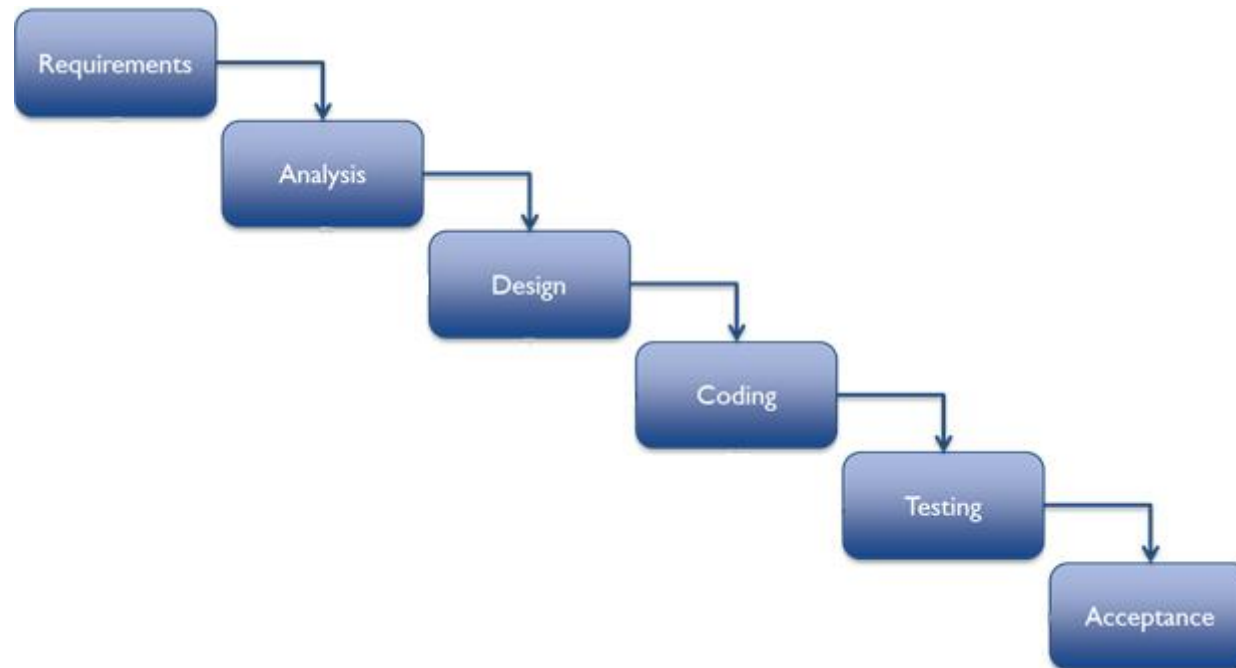 Requirements
Analysis
Design
Coding
Testing
Acceptance